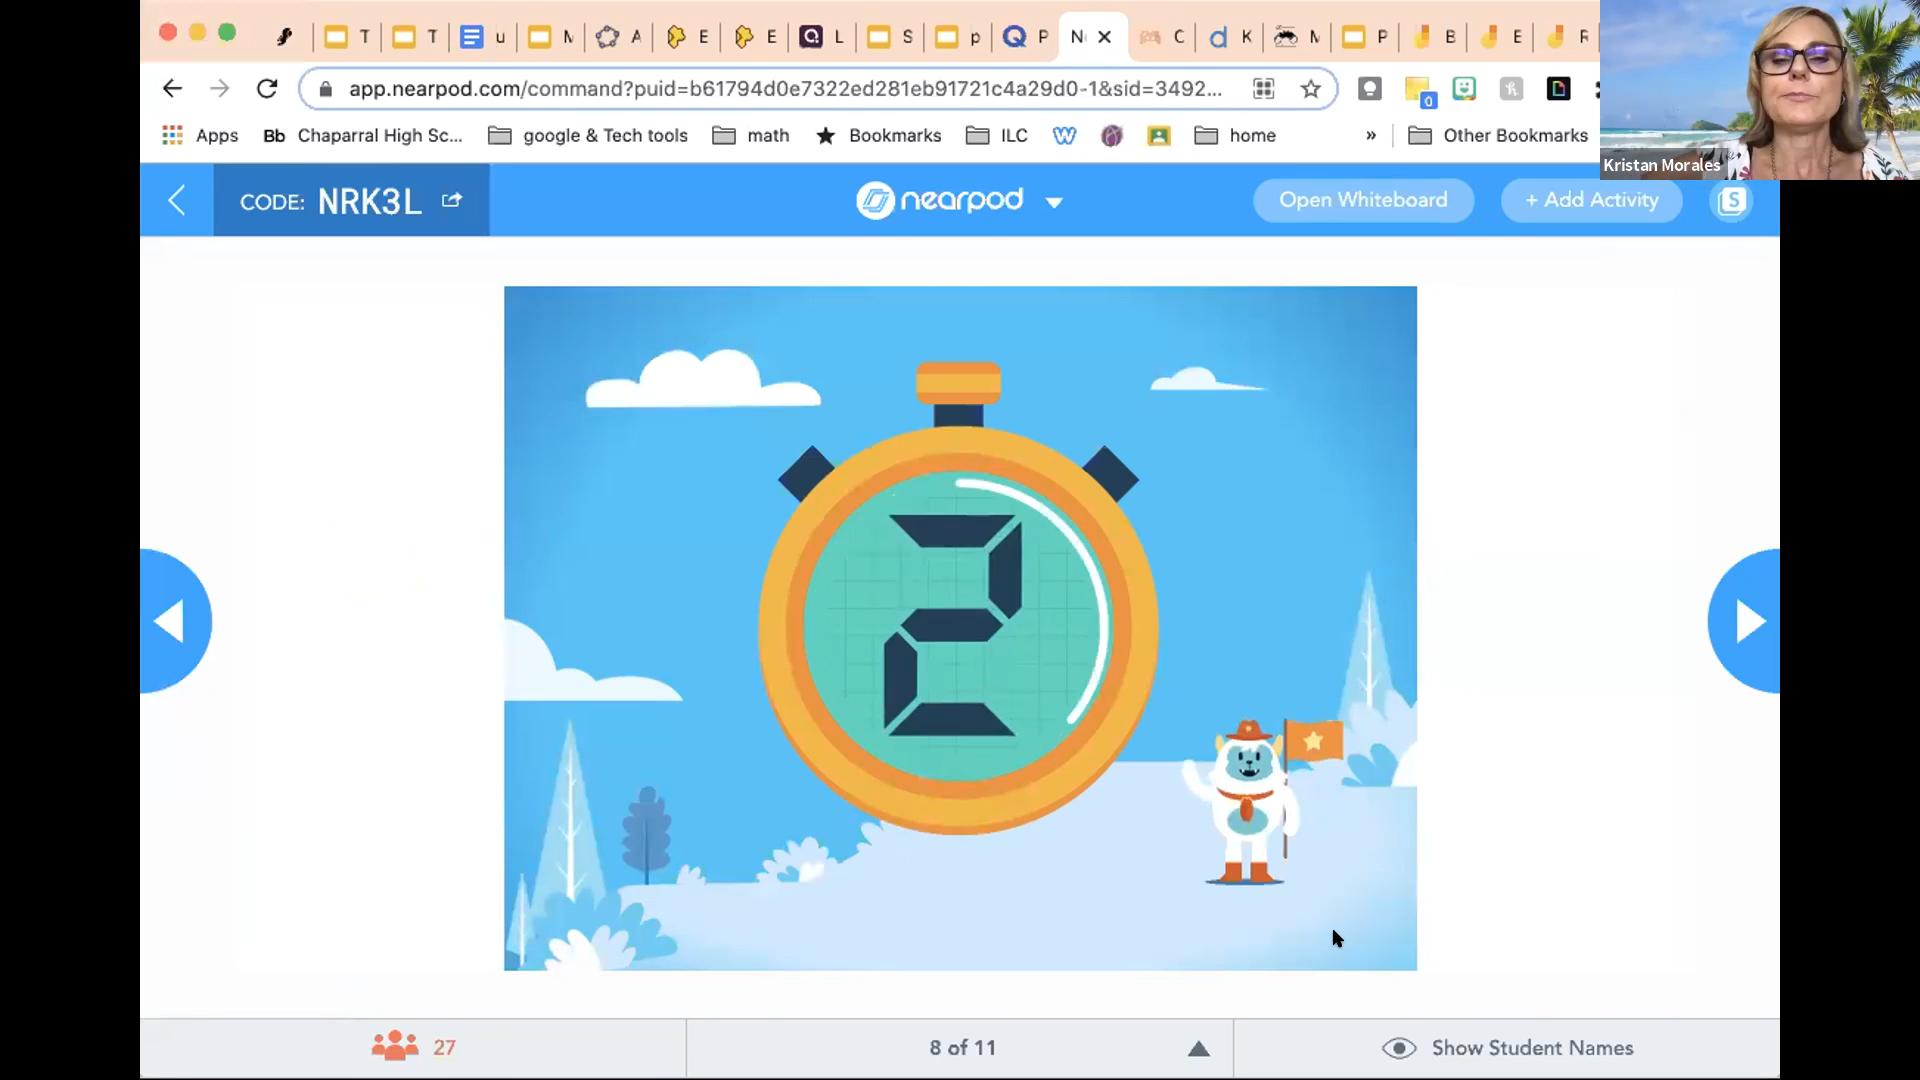 T
T
u
M
A
E
E
L
S
p
P
N
C
K
M
P
B
E
R
app.nearpod.com/command?puid=b61794d0e7322ed281eb91721c4a29d0-1&sid=3492...
0
Apps
Bb Chaparral High Sc...
google & Tech tools
math
Bookmarks
ILC
home
»
Other Bookmarks
Kristan Morales
CODE: NRK3L
nearpod
Open Whiteboard
+ Add Activity
S
2
27
8 of 11
Show Student Names